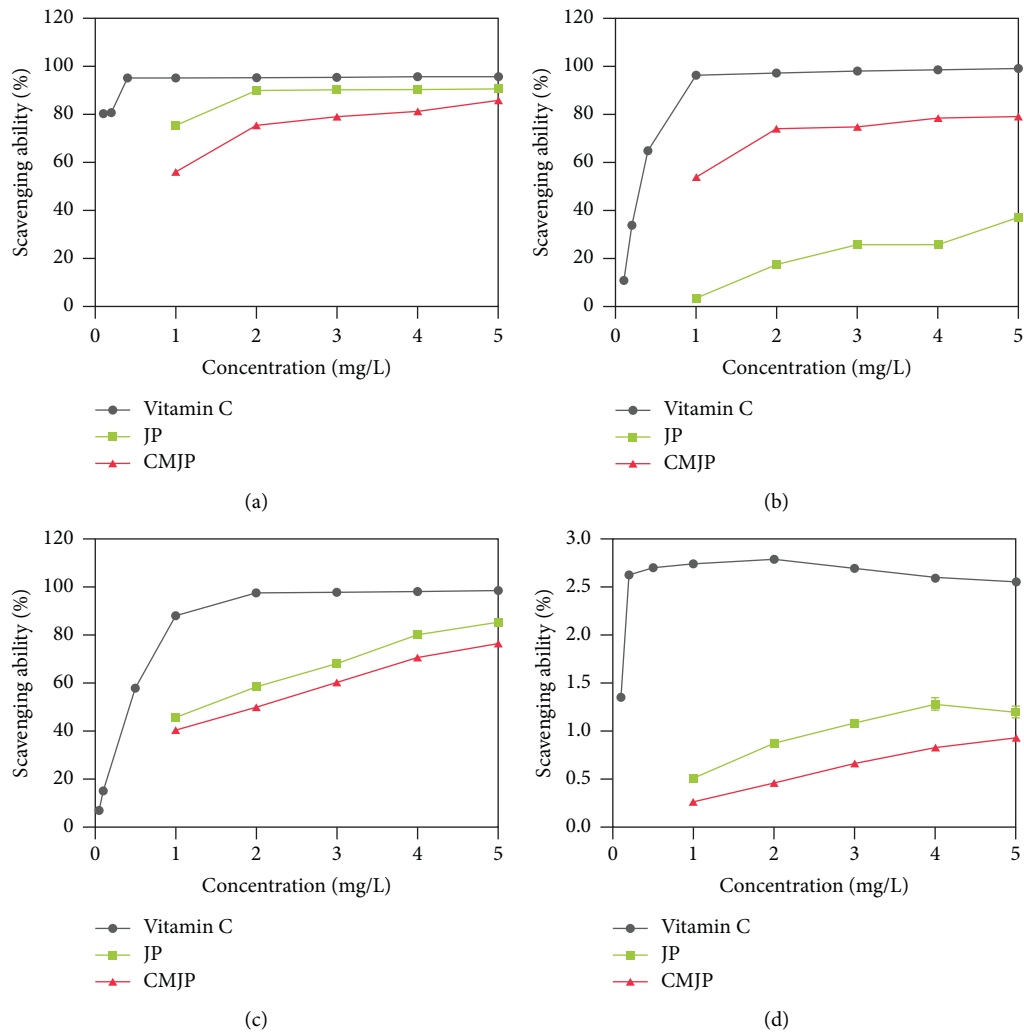 120
100
80
60
40
20
0
Scavenging ability (%)
0 1 2 3 4 5
Concentration (mg/L)
Vitamin C
JP
CMJP
(a)
120
100
80
60
40
20
0
Scavenging ability (%)
0 1 2 3 4 5
Concentration (mg/L)
Vitamin C
JP
CMJP
(b)
120
100
80
60
40
20
0
Scavenging ability (%)
0 1 2 3 4 5
Concentration (mg/L)
Vitamin C
JP
CMJP
(c)
3.0
2.5
2.0
1.5
1.0
0.5
0.0
Scavenging ability (%)
0 1 2 3 4 5
Concentration (mg/L)
Vitamin C
JP
CMJP
(d)